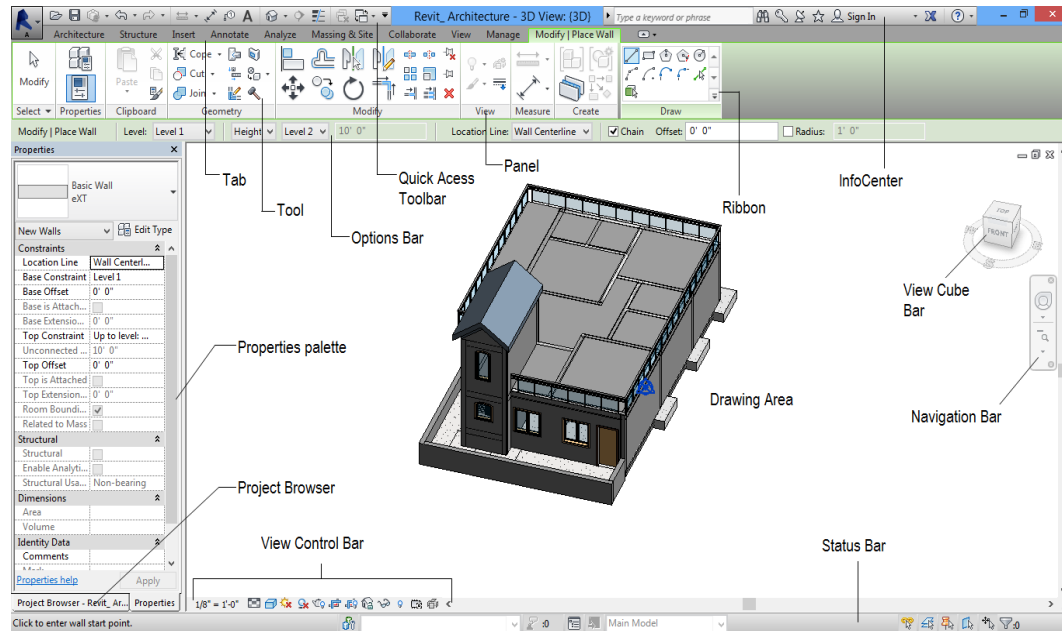 Revit_ Architecture - 3D View: {3D}
Type a keyword or phrase
Sign In
Architecture Structure Insert Annotate Analyze Massing & Site Collaborate View Manage Modify | Place Wall
Modify
Cope
Cut
Join
Paste
Select Properties Clipboard Geometry Modify View Measure Create Draw
Modify | Place Wall Level: Level 1 Height Level 2 10' 0" Location Line: Wall Centerline Chain Offset: 0' 0" Radius: 1' 0"
Properties
Basic Wall
eXT
New Walls Edit Type
Constraints
Location Line Wall Centerl...
Base Constraint Level 1
Base Offset 0' 0"
Base is Attach...
Base Extensio... 0' 0"
Top Constraint Up to level: ...
Unconnected ... 10' 0"
Top Offset 0' 0"
Top is Attached
Top Extension... 0' 0"
Room Boundi...
Related to Mass
Structural
Structural
Enable Analyti...
Structural Usa... Non-bearing
Dimensions
Area
Volume
Identity Data
Comments
Properties help Apply
Project Browser - Revit_ Ar... Properties
Tab
Tool
Options Bar
Quick Acess
Toolbar
Panel
Ribbon
InfoCenter
TOP
FRONT
View Cube
Bar
Navigation Bar
Properties palette
Drawing Area
Project Browser
View Control Bar
Status Bar
1/8" = 1'-0"
Click to enter wall start point.
:0
Main Model
:0